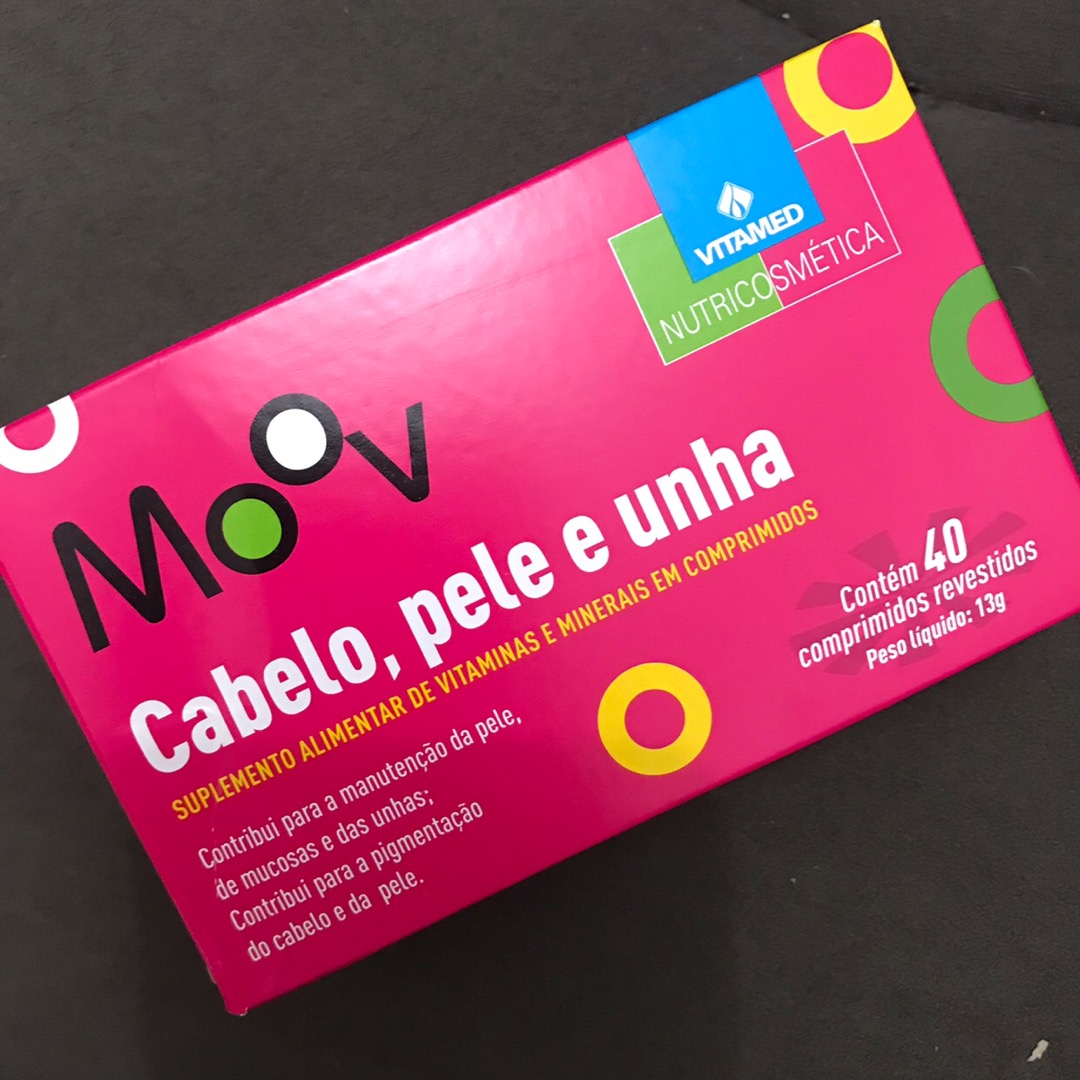 VITAMED
NUTRICOSMÉTICA
MOOV
Cabelo, pele e unha
SUPLEMENTO ALIMENTAR DE VITAMINAS E MINERAIS EM COMPRIMIDOS
Contribui para a manutenção da pele,
de mucosas e das unhas;
Contribui para a pigmentação
do cabelo e da pele.
Contém 40
comprimidos revestidos
Peso líquido: 13g